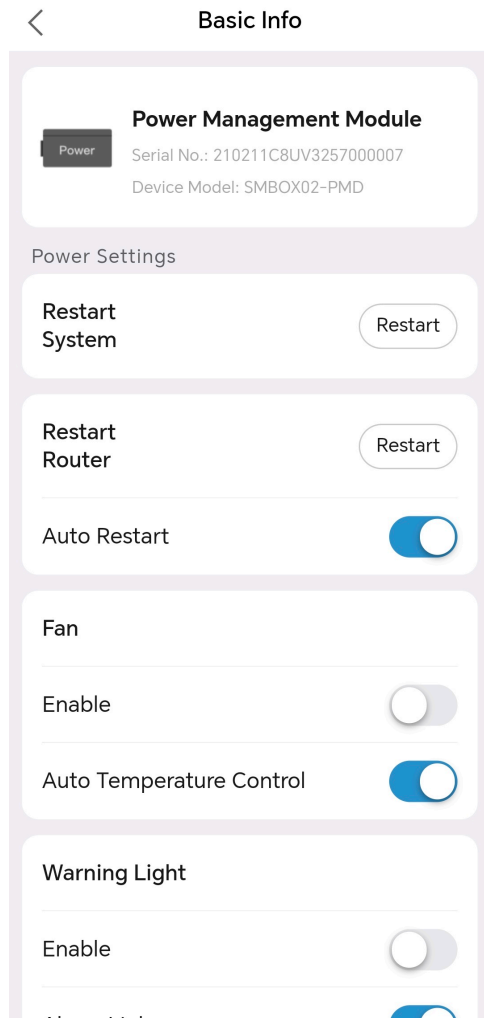 Basic Info
Power
Power Management Module
Serial No.: 210211C8UV3257000007
Device Model: SMBOX02-PMD
Power Settings
Restart
System
Restart
Restart
Router
Restart
Auto Restart
Fan
Enable
Auto Temperature Control
Warning Light
Enable